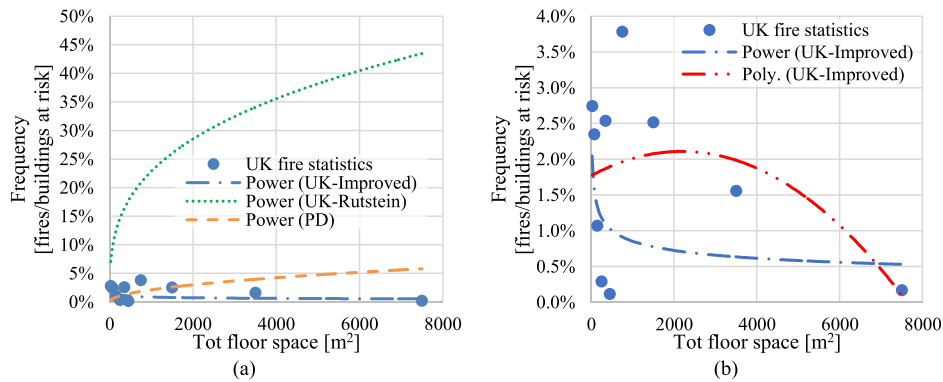 50%
45%
40%
35%
30%
25%
20%
15%
10%
5%
0%
Frequency
[fires/buildings at risk]
UK fire statistics
Power (UK-Improved)
Power (UK-Rutstein)
Power (PD)
0 2000 4000 6000 8000
Tot floor space [m²]
(a)
4.0%
3.5%
3.0%
2.5%
2.0%
1.5%
1.0%
0.5%
0.0%
Frequency
[fires/buildings at risk]
UK fire statistics
Power (UK-Improved)
Poly. (UK-Improved)
0 2000 4000 6000 8000
Tot floor space [m²]
(b)